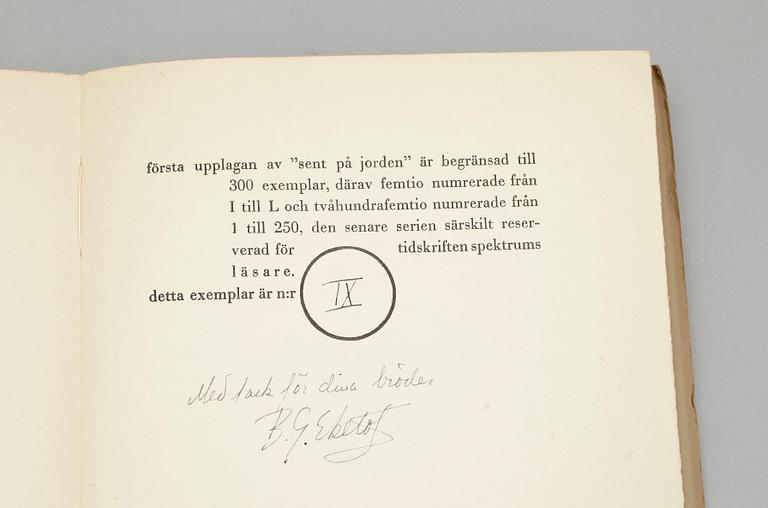 första upplagan av ”sent på jorden” är begränsad till
300 exemplar, därav femtio numrerade från
I till L och tvåhundrafemtio numrerade från
1 till 250, den senare serien särskilt reser-
verad för tidskriften spektrums
läsare.
detta exemplar är n:r IX
Med tack för dina
B. G. Ekelöf